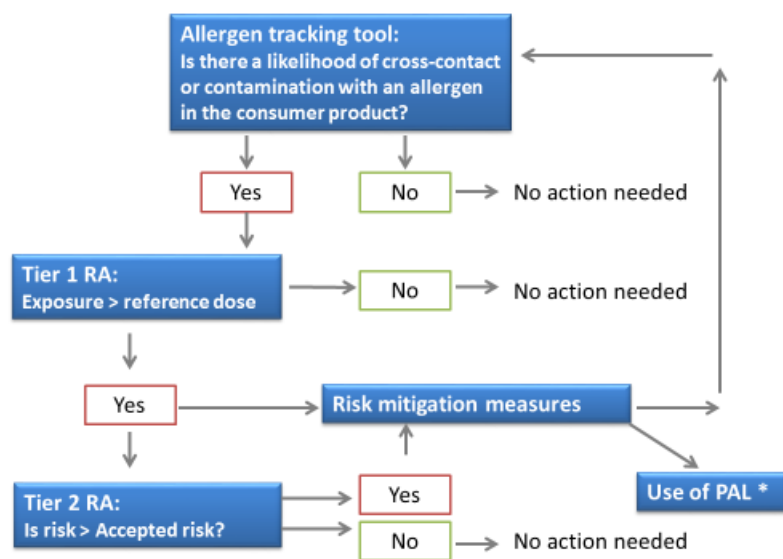 Allergen tracking tool:
Is there a likelihood of cross-contact
or contamination with an allergen
in the consumer product?
Yes
No
No action needed
Tier 1 RA:
Exposure > reference dose
No
No action needed
Yes
Risk mitigation measures
Tier 2 RA:
Is risk > Accepted risk?
Yes
Use of PAL *
No
No action needed